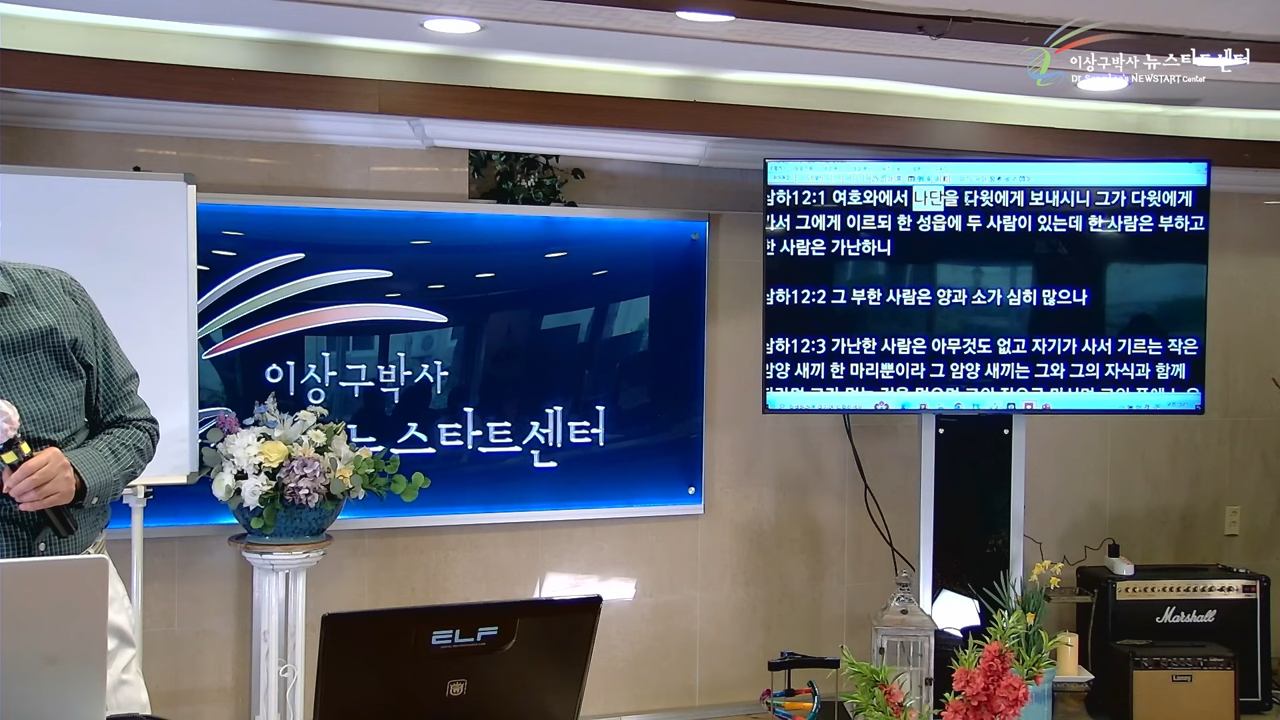 이상구박사 뉴스타트센터
NEWSTART Center
삼하12:1 여호와에서 나단을 다윗에게 보내시니 그가 다윗에게
가서 그에게 이르되 한 성읍에 두 사람이 있는데 한 사람은 부하고
한 사람은 가난하니
삼하12:2 그 부한 사람은 양과 소가 심히 많으나
삼하12:3 가난한 사람은 아무것도 없고 자기가 사서 기르는 작은
암양 새끼 한 마리뿐이라 그 암양 새끼는 그와 그의 자식과 함께
이상구박사
뉴스타트센터
ELF
Marshall
Laney